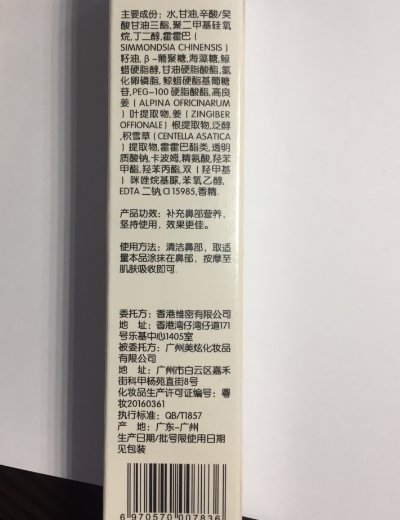 主要成份：水,甘油,辛酸/癸
酸甘油三酯,聚二甲基硅氧
烷,丁二醇,霍霍巴(
SIMMONDSIA CHINENSIS)
籽油,β-葡聚糖,海藻糖,鲸
蜡硬脂醇,甘油硬脂酸酯,氢
化卵磷脂,鲸蜡硬脂基葡糖
苷,PEG-100硬脂酸酯,高良
姜(ALPINA OFRICINARUM
)叶提取物,姜(ZINGIBER
OFFIONALE)根提取物,泛醇
,积雪草(CENTELLA ASATICA
)提取物,霍霍巴酯类,透明
质酸钠,卡波姆,精氨酸,羟苯
甲酯,羟苯丙酯,双(羟甲基
)咪唑烷基脲,苯氧乙醇,
EDTA二钠,CI 15985,香精.
产品功效：补充鼻部营养,
坚持使用，效果更佳。
使用方法：清洁鼻部，取适
量本品涂抹在鼻部，按摩至
肌肤吸收即可.
委托方：香港维密有限公司
地 址：香港湾仔湾仔道171
号乐基中心1405室
被委托方：广州美炫化妆品
有限公司
地 址：广州市白云区嘉禾
街科甲杨苑直街8号
化妆品生产许可证编号：粤
妆20160361
执行标准：QB/T1857
产 地：广东-广州
生产日期/批号限使用日期
见包装
6 970570 007836